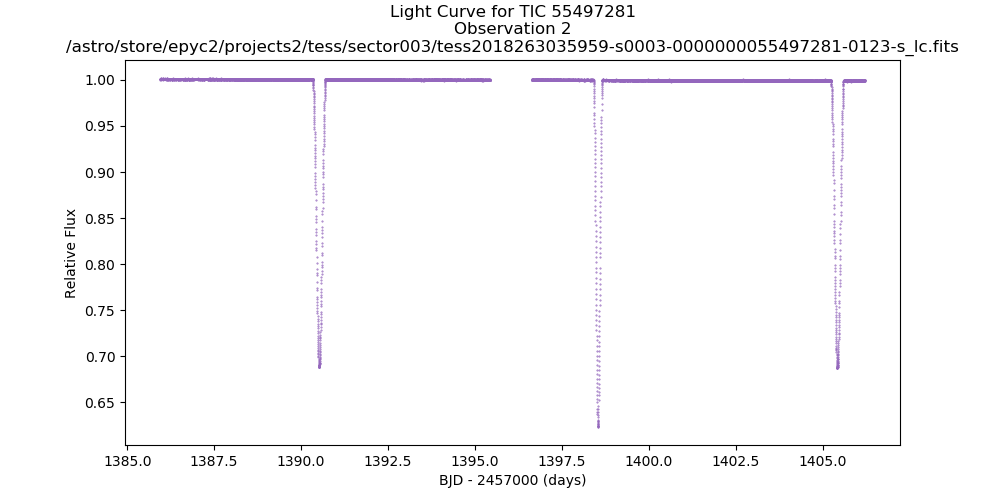 Light Curve for TIC 55497281
Observation 2
/astro/store/epyc2/projects2/tess/sector003/tess2018263035959-s0003-0000000055497281-0123-s_lc.fits
1.00
0.95
0.90
0.85
0.80
0.75
0.70
0.65
Relative Flux
1385.0 1387.5 1390.0 1392.5 1395.0 1397.5 1400.0 1402.5 1405.0
BJD - 2457000 (days)